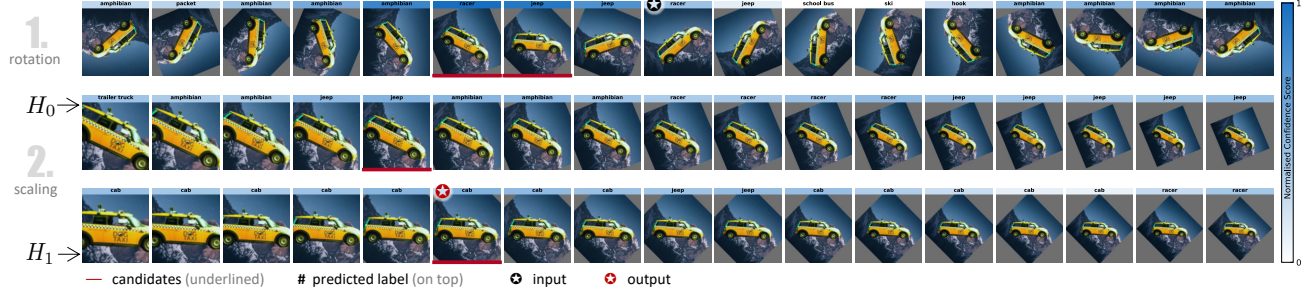 amphibian packet amphibian amphibian amphibian racer jeep jeep racer jeep school bus ski hook amphibian amphibian amphibian amphibian
1.
rotation
1
H0
trailer truck amphibian amphibian jeep jeep amphibian amphibian amphibian racer racer racer racer jeep jeep jeep jeep jeep
2.
scaling
Normalised Confidence Score
cab cab cab cab cab cab cab cab jeep jeep cab cab cab cab cab racer racer
DOG
TAXI
H1
0
candidates (underlined) # predicted label (on top) input output